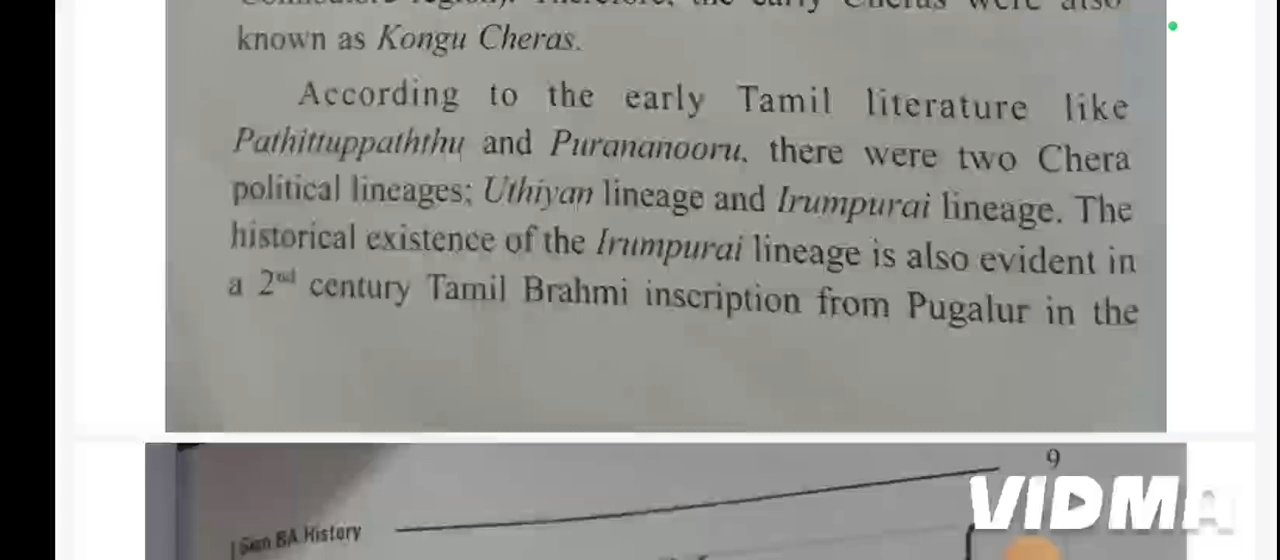 known as Kongu Cheras.
According to the early Tamil literature like
Pathittuppaththu and Purananooru, there were two Chera
political lineages; Uthiyan lineage and Irumpurai lineage. The
historical existence of the Irumpurai lineage is also evident in
a 2nd century Tamil Brahmi inscription from Pugalur in the
9
BA History
VIDMA